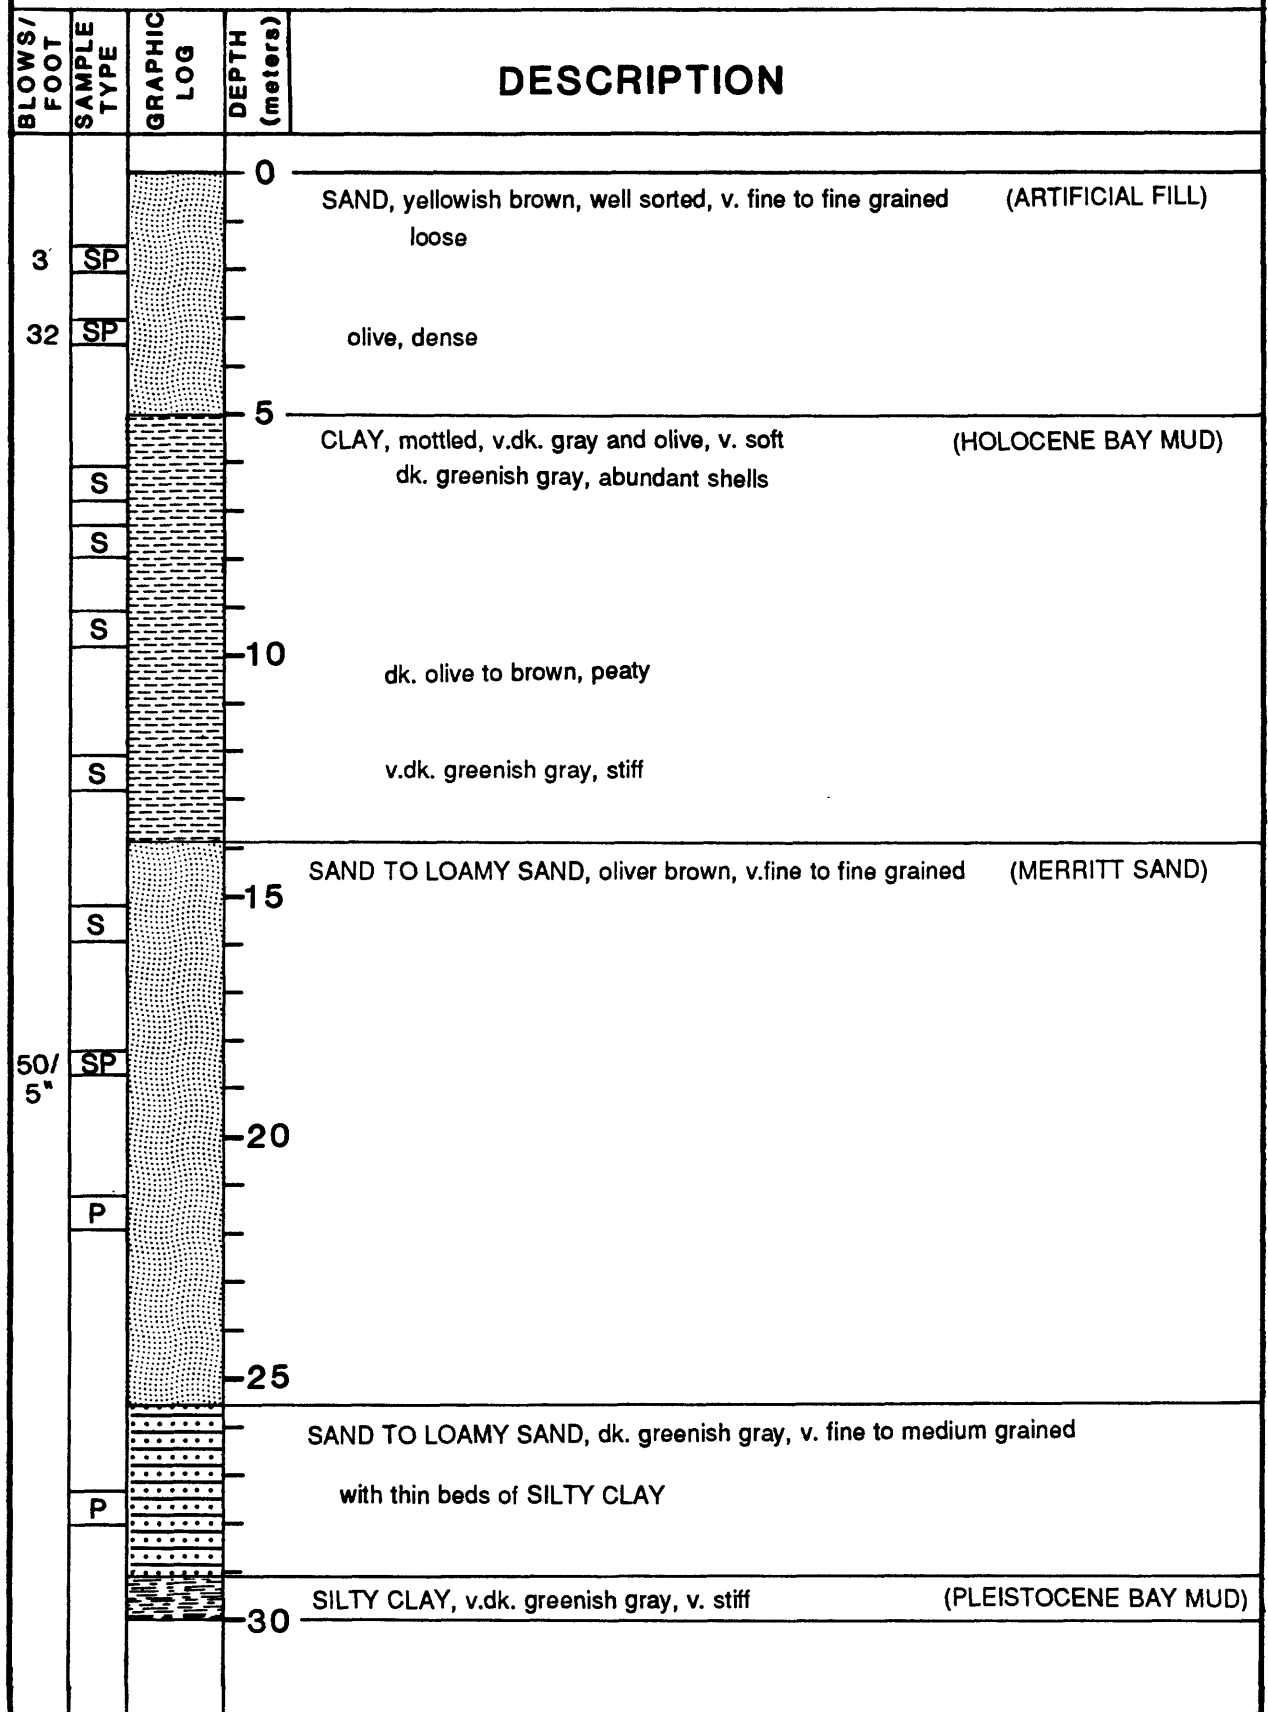 BLOWS/
FOOT
SAMPLE
TYPE
GRAPHIC
LOG
DEPTH
(meters)
DESCRIPTION
0
SAND, yellowish brown, well sorted, v. fine to fine grained (ARTIFICIAL FILL)
loose
3 SP
32 SP olive, dense
5
CLAY, mottled, v.dk. gray and olive, v. soft (HOLOCENE BAY MUD)
dk. greenish gray, abundant shells
S
S
S
10
dk. olive to brown, peaty
S v.dk. greenish gray, stiff
SAND TO LOAMY SAND, oliver brown, v.fine to fine grained (MERRITT SAND)
15
S
50/ SP
5"
20
P
25
SAND TO LOAMY SAND, dk. greenish gray, v. fine to medium grained
with thin beds of SILTY CLAY
P
SILTY CLAY, v.dk. greenish gray, v. stiff (PLEISTOCENE BAY MUD)
30